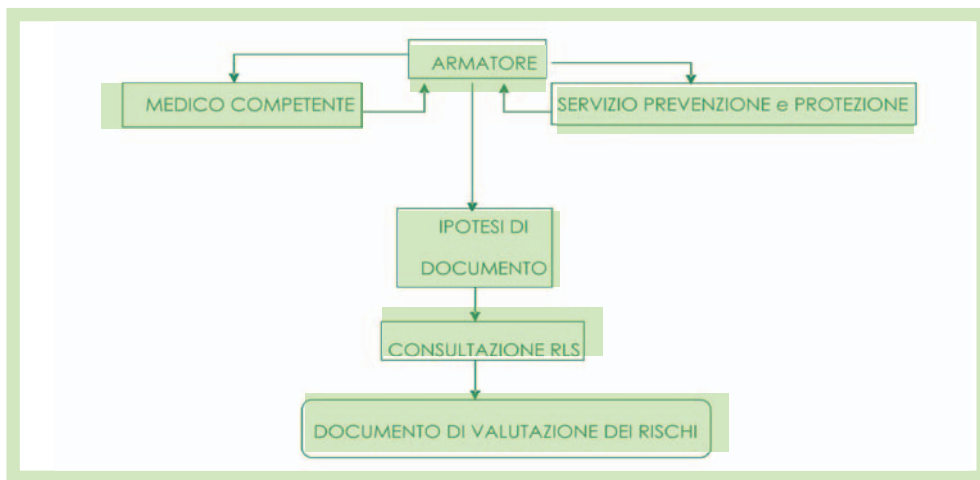 ARMATORE
MEDICO COMPETENTE
SERVIZIO PREVENZIONE e PROTEZIONE
IPOTESI DI
DOCUMENTO
CONSULTAZIONE RLS
DOCUMENTO DI VALUTAZIONE DEI RISCHI